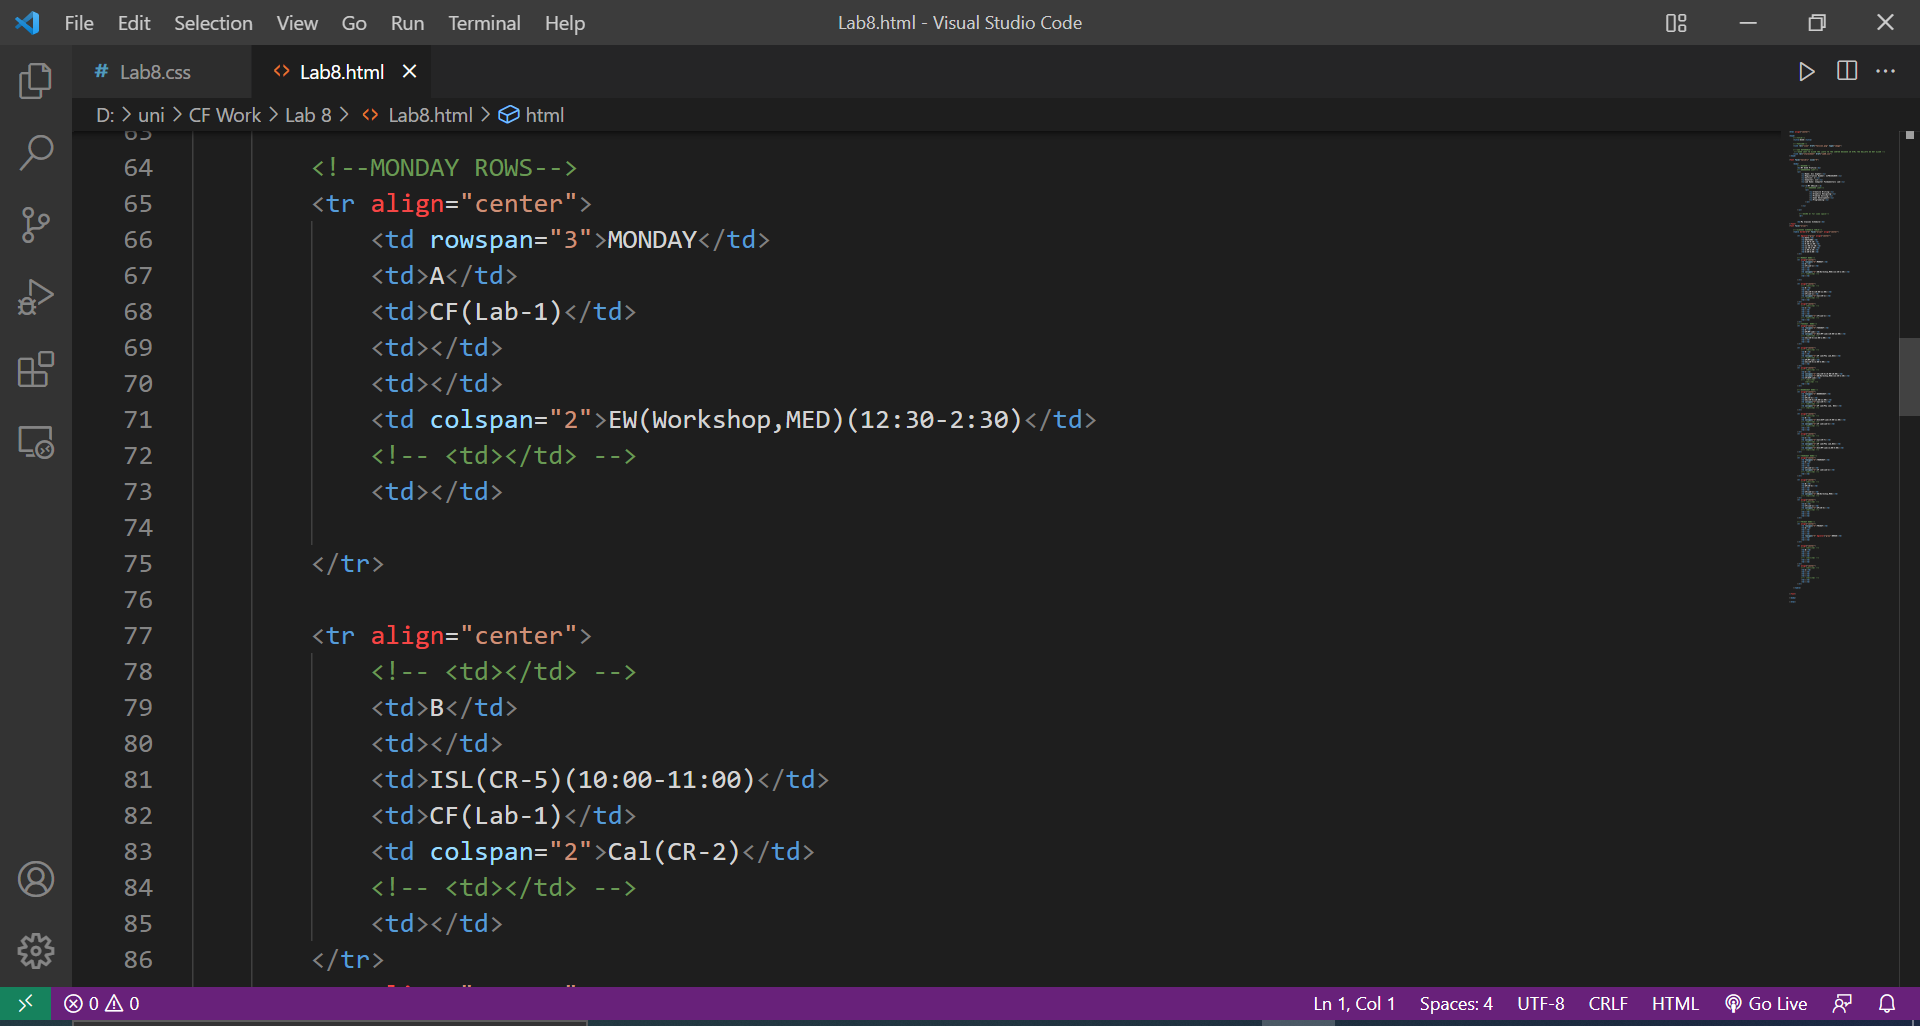 File Edit Selection View Go Run Terminal Help Lab8.html - Visual Studio Code
# Lab8.css <> Lab8.html
D: > uni > CF Work > Lab 8 > <> Lab8.html > html
63
64 <!--MONDAY ROWS-->
65 <tr align="center">
66 <td rowspan="3">MONDAY</td>
67 <td>A</td>
68 <td>CF(Lab-1)</td>
69 <td></td>
70 <td></td>
71 <td colspan="2">EW(Workshop,MED)(12:30-2:30)</td>
72 <!-- <td></td> -->
73 <td></td>
74
75 </tr>
76
77 <tr align="center">
78 <!-- <td></td> -->
79 <td>B</td>
80 <td></td>
81 <td>ISL(CR-5)(10:00-11:00)</td>
82 <td>CF(Lab-1)</td>
83 <td colspan="2">Cal(CR-2)</td>
84 <!-- <td></td> -->
85 <td></td>
86 </tr>
0 0 Ln 1, Col 1 Spaces: 4 UTF-8 CRLF HTML Go Live